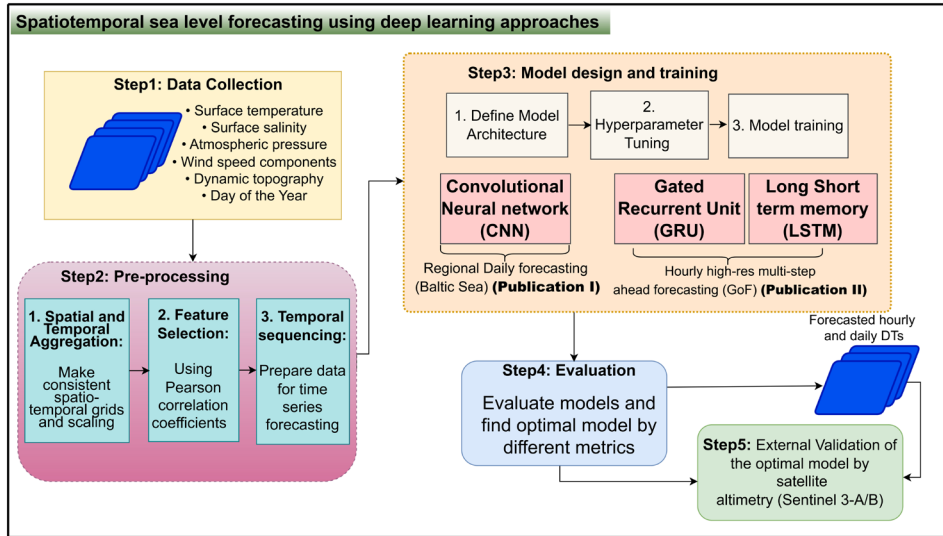 Spatiotemporal sea level forecasting using deep learning approaches
Step1: Data Collection
• Surface temperature
• Surface salinity
• Atmospheric pressure
• Wind speed components
• Dynamic topography
• Day of the Year
Step2: Pre-processing
1. Spatial and
Temporal
Aggregation:
Make
consistent
spatio-
temporal grids
and scaling
2. Feature
Selection:
Using
Pearson
correlation
coefficients
3. Temporal
sequencing:
Prepare data
for time
series
forecasting
Step3: Model design and training
1. Define Model
Architecture
2.
Hyperparameter
Tuning
3. Model training
Convolutional
Neural network
(CNN)
Gated
Recurrent Unit
(GRU)
Long Short
term memory
(LSTM)
Regional Daily forecasting
(Baltic Sea) (Publication I)
Hourly high-res multi-step
ahead forecasting (GoF) (Publication II)
Step4: Evaluation
Evaluate models and
find optimal model by
different metrics
Forecasted hourly
and daily DTs
Step5: External Validation of
the optimal model by
satellite
altimetry (Sentinel 3-A/B)